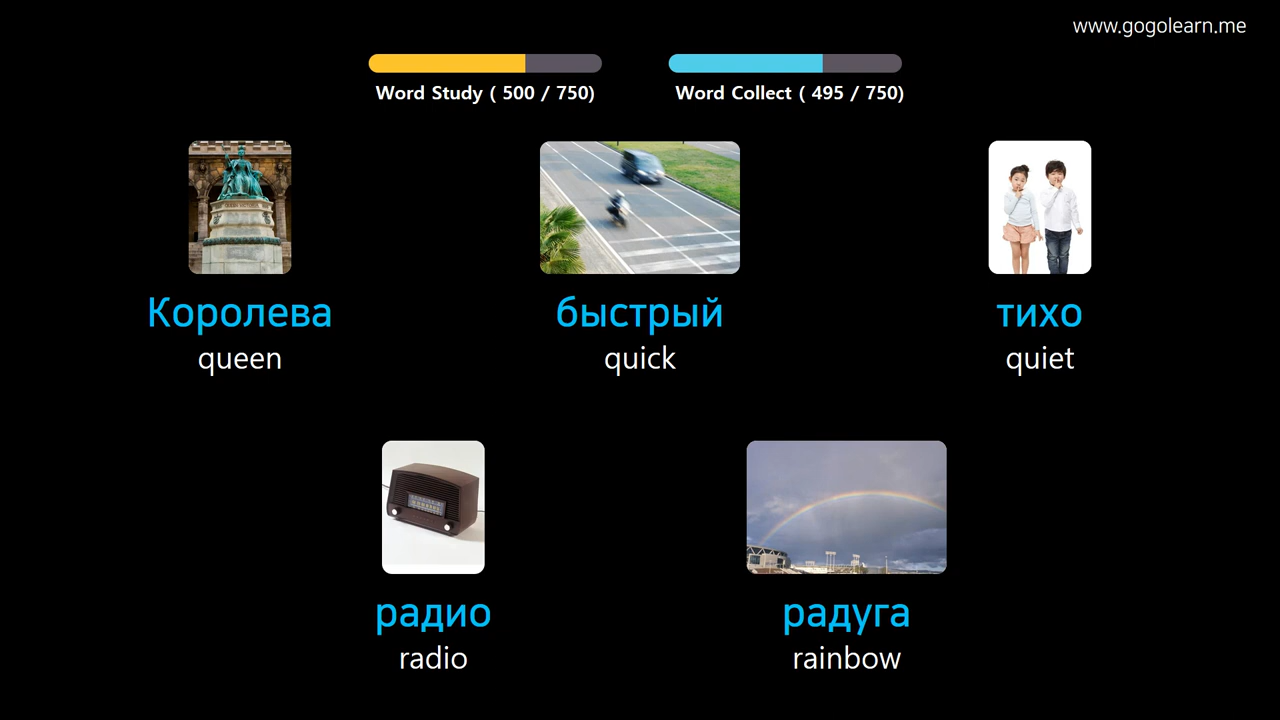 www.gogolearn.me
Word Study ( 500 / 750)
Word Collect ( 495 / 750)
Королева
queen
быстрый
quick
тихо
quiet
радио
radio
радуга
rainbow